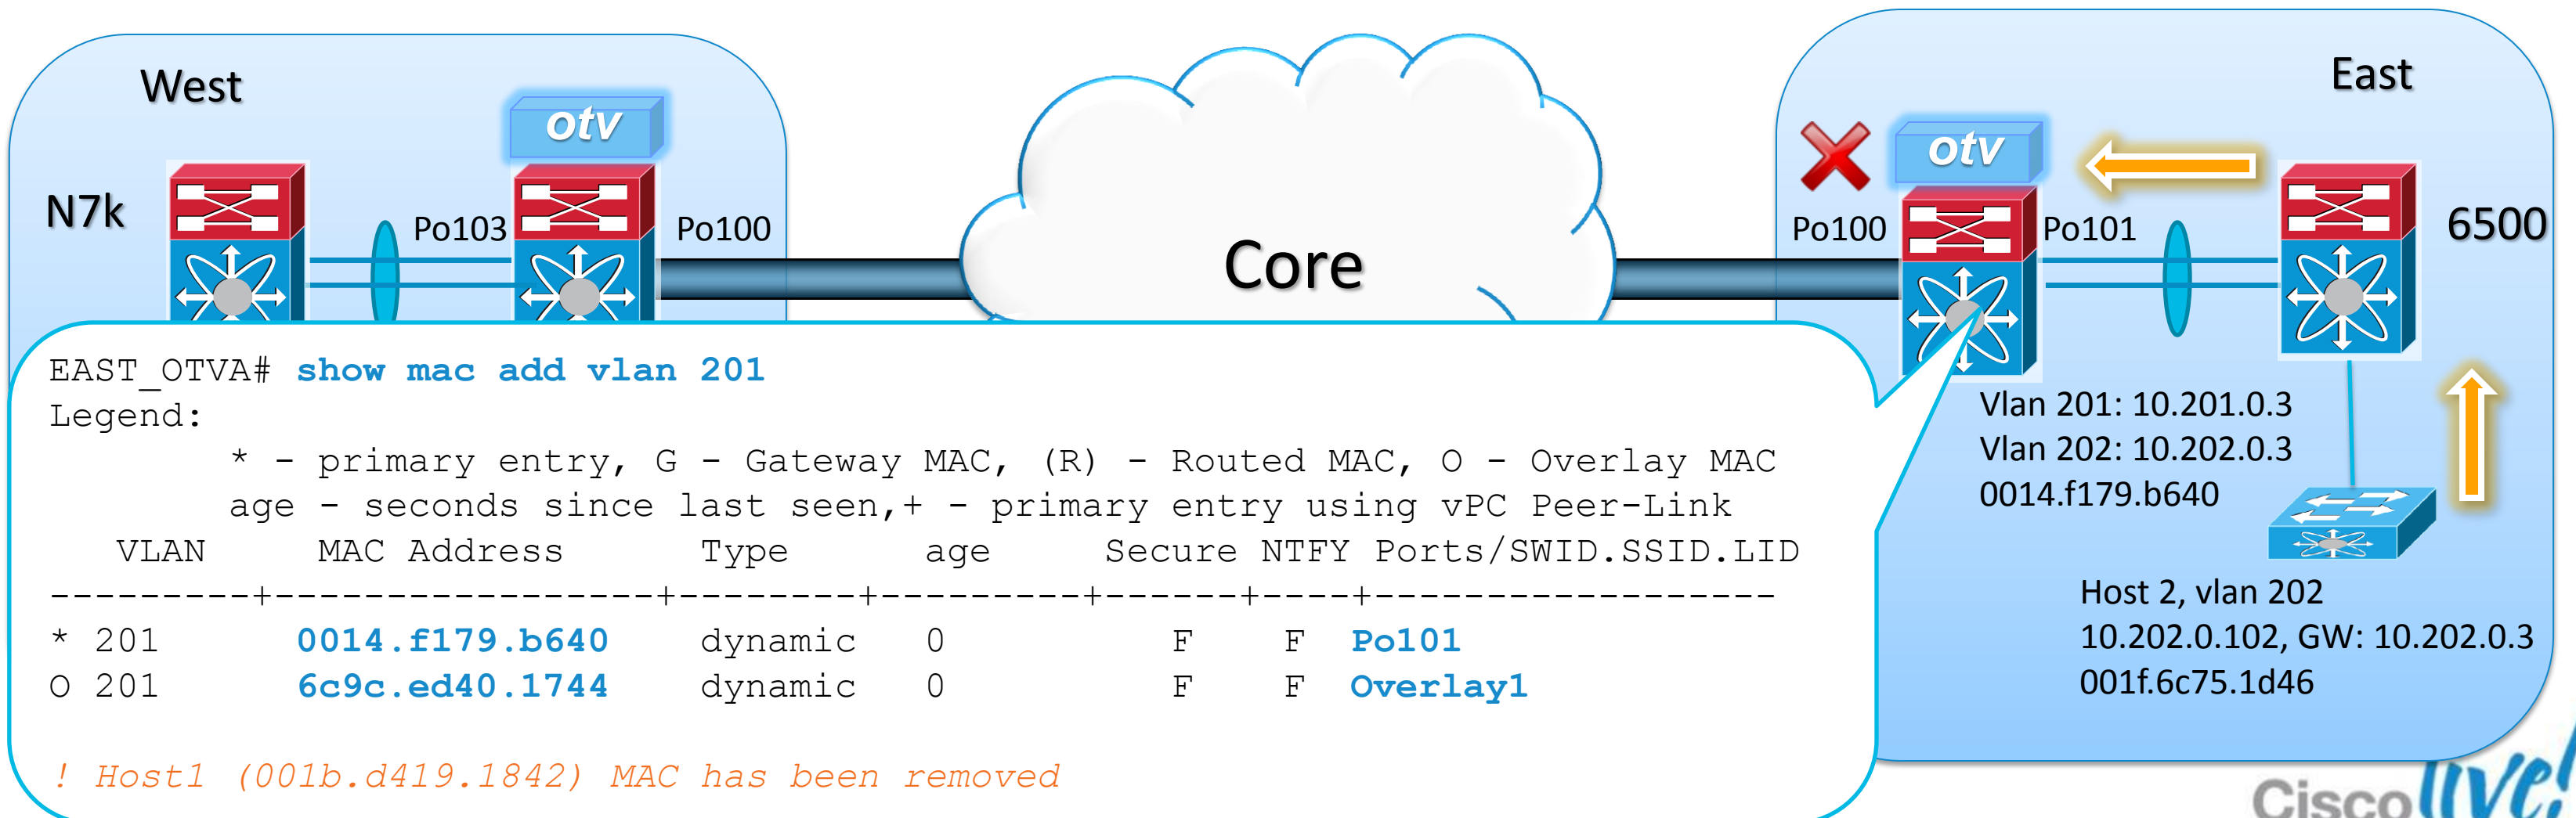 West
East
otv
otv
N7k
Po103
Po100
Core
Po100
Po101
6500
EAST_OTVA# show mac add vlan 201
Legend:
* - primary entry, G - Gateway MAC, (R) - Routed MAC, O - Overlay MAC
age - seconds since last seen,+ - primary entry using vPC Peer-Link
VLAN MAC Address Type age Secure NTFY Ports/SWID.SSID.LID
---------+-----------------+--------+---------+------+----+------------------
* 201 0014.f179.b640 dynamic 0 F F Po101
O 201 6c9c.ed40.1744 dynamic 0 F F Overlay1
! Host1 (001b.d419.1842) MAC has been removed
Vlan 201: 10.201.0.3
Vlan 202: 10.202.0.3
0014.f179.b640
Host 2, vlan 202
10.202.0.102, GW: 10.202.0.3
001f.6c75.1d46
Cisco live!